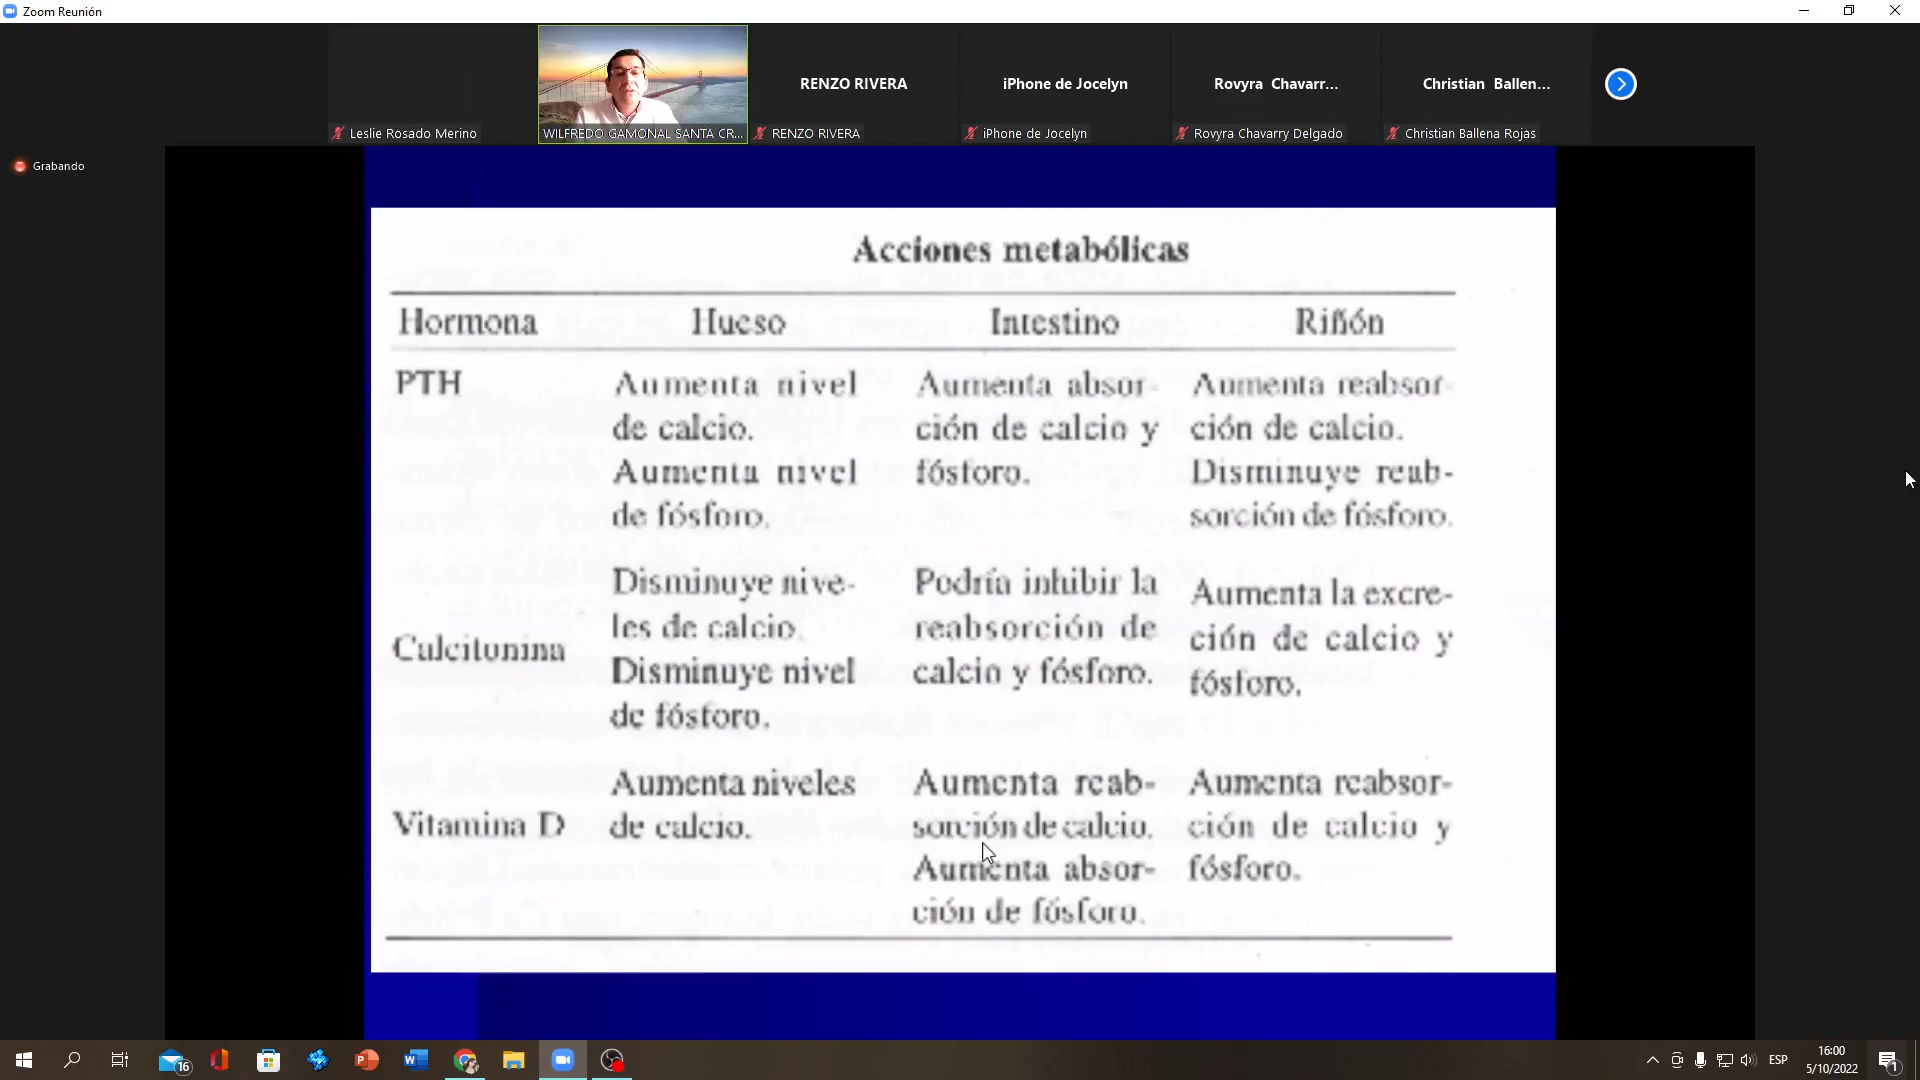 Zoom Reunión
RENZO RIVERA
iPhone de Jocelyn
Rovyra Chavarr...
Christian Ballen...
Leslie Rosado Merino
WILFREDO GAMONAL SANTA CR...
RENZO RIVERA
iPhone de Jocelyn
Rovyra Chavarry Delgado
Christian Ballena Rojas
Grabando
Acciones metabólicas
Hormona Hueso Intestino Riñón
PTH
Aumenta nivel
de calcio.
Aumenta nivel
de fósforo.
Aumenta absor-
ción de calcio y
fósforo.
Aumenta reabsor-
ción de calcio.
Disminuye reab-
sorción de fósforo.
Calcitonina
Disminuye nive-
les de calcio.
Disminuye nivel
de fósforo.
Podría inhibir la
reabsorción de
calcio y fósforo.
Aumenta la excre-
ción de calcio y
fósforo.
Vitamina D
Aumenta niveles
de calcio.
Aumenta reab-
sorción de calcio.
Aumenta absor-
ción de fósforo.
Aumenta reabsor-
ción de calcio y
fósforo.
16
ESP
16:00
5/10/2022
1